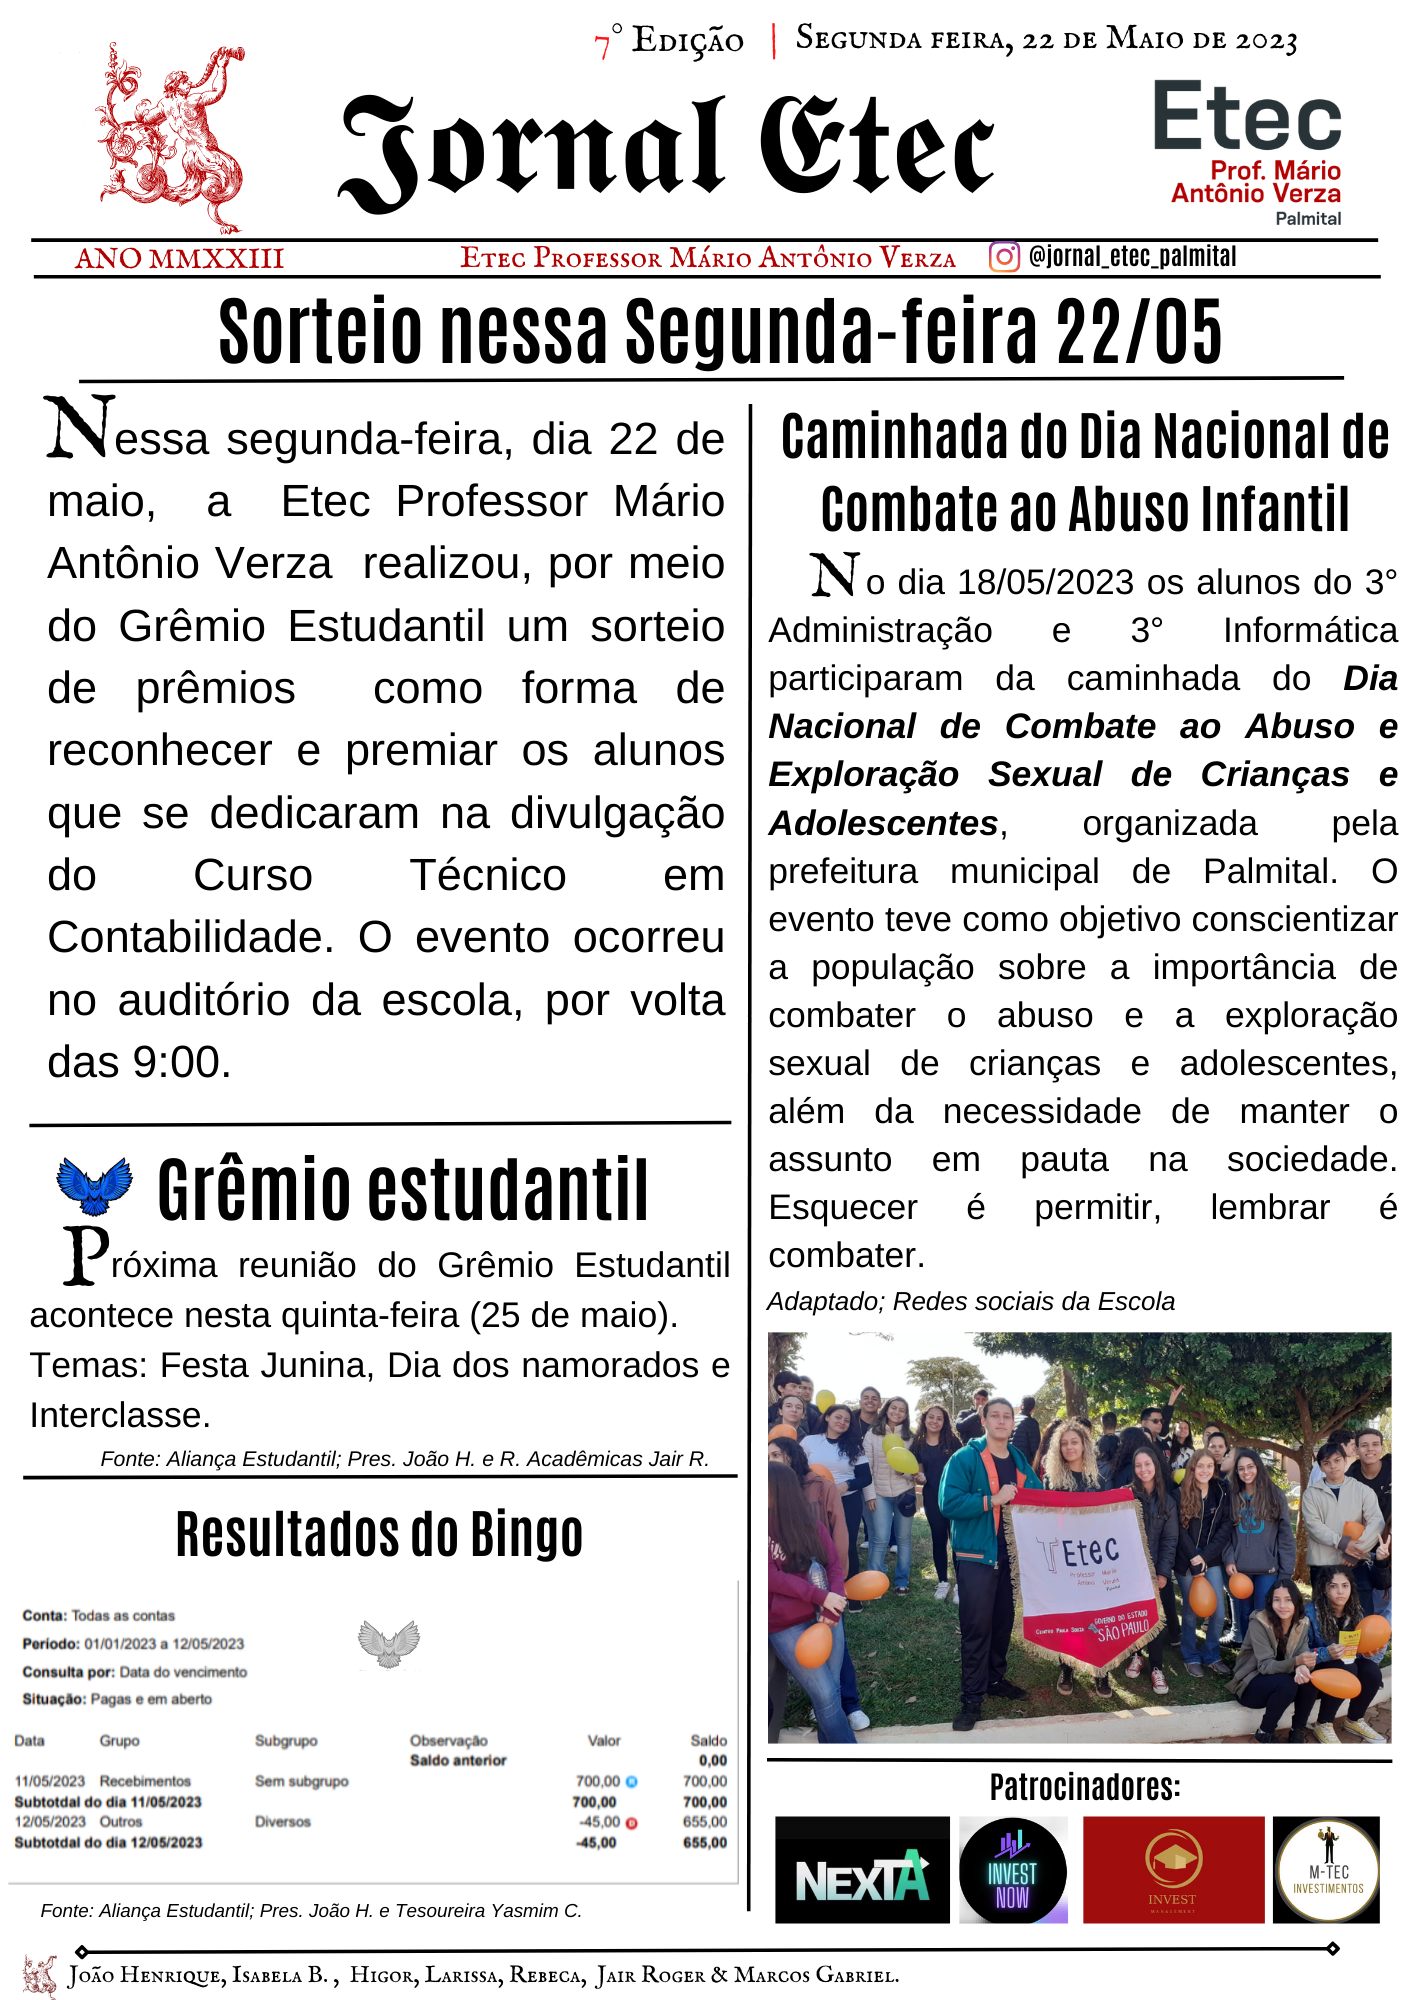 7° Edição | Segunda feira, 22 de Maio de 2023
Jornal Etec
Etec
Prof. Mário
Antônio Verza
Palmital
ANO MMXXIII
Etec Professor Mário Antônio Verza
@jornal_etec_palmital
Sorteio nessa Segunda-feira 22/05
Nessa segunda-feira, dia 22 de
maio, a Etec Professor Mário
Antônio Verza realizou, por meio
do Grêmio Estudantil um sorteio
de prêmios como forma de
reconhecer e premiar os alunos
que se dedicaram na divulgação
do Curso Técnico em
Contabilidade. O evento ocorreu
no auditório da escola, por volta
das 9:00.
Grêmio estudantil
Próxima reunião do Grêmio Estudantil
acontece nesta quinta-feira (25 de maio).
Temas: Festa Junina, Dia dos namorados e
Interclasse.
Fonte: Aliança Estudantil; Pres. João H. e R. Acadêmicas Jair R.
Resultados do Bingo
Conta: Todas as contas
Período: 01/01/2023 a 12/05/2023
Consulta por: Data do vencimento
Situação: Pagas e em aberto
Data Grupo Subgrupo Observação Valor Saldo
Saldo anterior 0,00
11/05/2023 Recebimentos Sem subgrupo 700,00 R 700,00
Subtotdal do dia 11/05/2023 700,00 700,00
12/05/2023 Outros Diversos -45,00 D 655,00
Subtotdal do dia 12/05/2023 -45,00 655,00
Fonte: Aliança Estudantil; Pres. João H. e Tesoureira Yasmim C.
Caminhada do Dia Nacional de
Combate ao Abuso Infantil
No dia 18/05/2023 os alunos do 3°
Administração e 3° Informática
participaram da caminhada do Dia
Nacional de Combate ao Abuso e
Exploração Sexual de Crianças e
Adolescentes, organizada pela
prefeitura municipal de Palmital. O
evento teve como objetivo conscientizar
a população sobre a importância de
combater o abuso e a exploração
sexual de crianças e adolescentes,
além da necessidade de manter o
assunto em pauta na sociedade.
Esquecer é permitir, lembrar é
combater.
Adaptado; Redes sociais da Escola
Etec
Professor Mário
Antônio Verza
Palmital
Centro Paula Souza
GOVERNO DO ESTADO
SÃO PAULO
Patrocinadores:
NEXTA
INVEST
NOW
INVEST
MANAGEMENT
M-TEC
INVESTIMENTOS
João Henrique, Isabela B. , Higor, Larissa, Rebeca, Jair Roger & Marcos Gabriel.